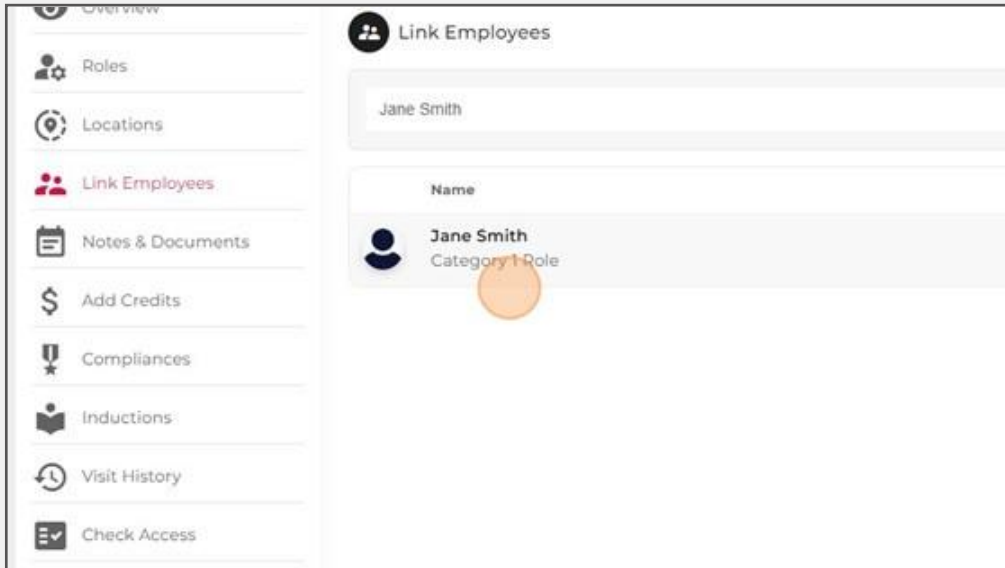 Overview
Roles
Locations
Link Employees
Notes & Documents
Add Credits
Compliances
Inductions
Visit History
Check Access
Link Employees
Jane Smith
Name
Jane Smith
Category 1 Role